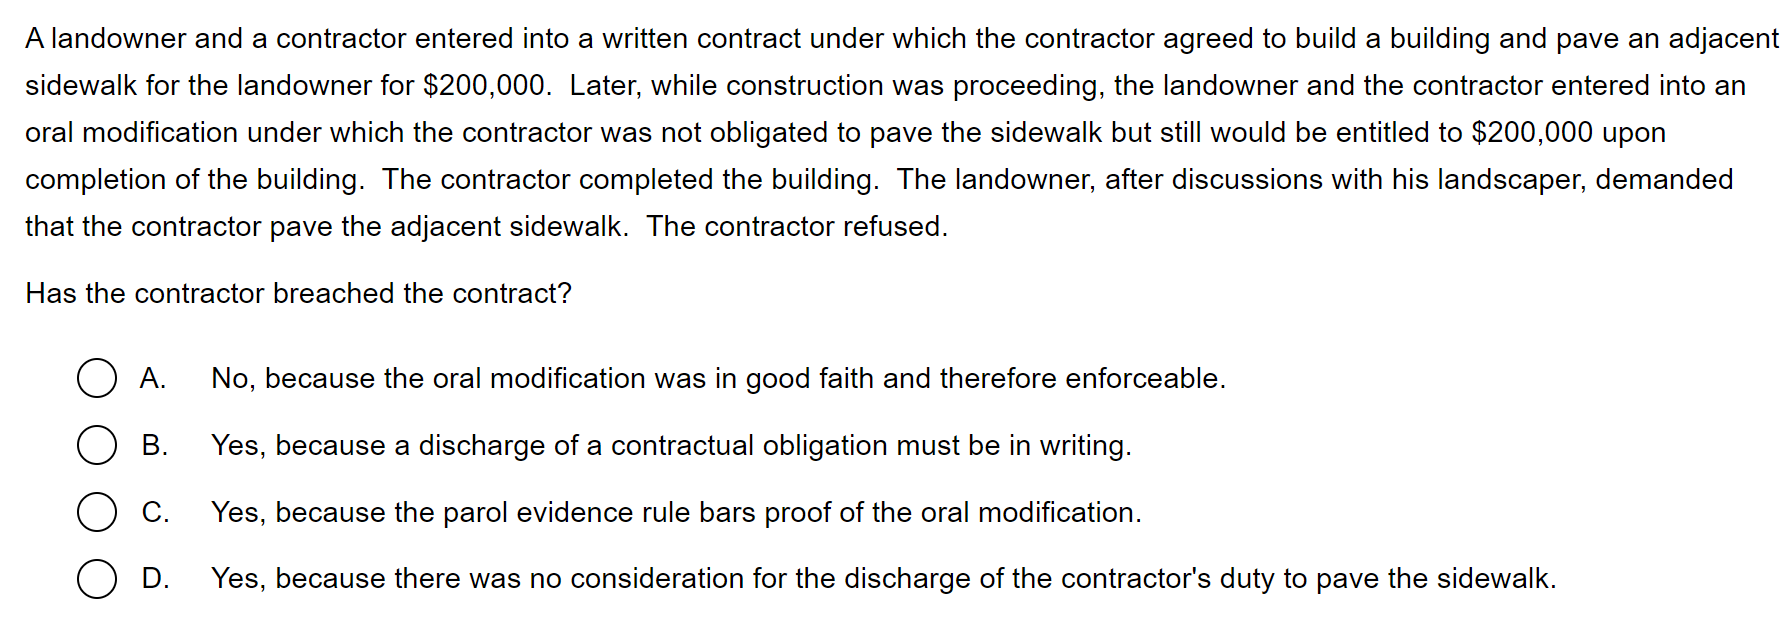 A landowner and a contractor entered into a written contract under which the contractor agreed to build a building and pave an adjacent
sidewalk for the landowner for $200,000.  Later, while construction was proceeding, the landowner and the contractor entered into an
oral modification under which the contractor was not obligated to pave the sidewalk but still would be entitled to $200,000 upon
completion of the building.  The contractor completed the building.  The landowner, after discussions with his landscaper, demanded
that the contractor pave the adjacent sidewalk.  The contractor refused.
Has the contractor breached the contract?
A. No, because the oral modification was in good faith and therefore enforceable.
B. Yes, because a discharge of a contractual obligation must be in writing.
C. Yes, because the parol evidence rule bars proof of the oral modification.
D. Yes, because there was no consideration for the discharge of the contractor's duty to pave the sidewalk.